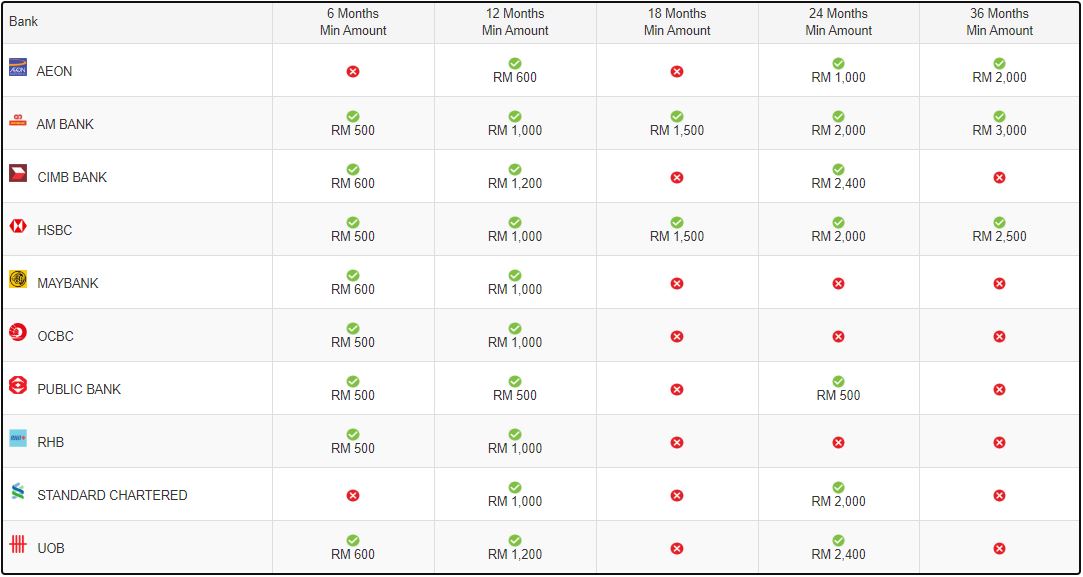 Bank
6 Months
Min Amount
12 Months
Min Amount
18 Months
Min Amount
24 Months
Min Amount
36 Months
Min Amount
AEON
RM 600
RM 1,000
RM 2,000
AM BANK
RM 500
RM 1,000
RM 1,500
RM 2,000
RM 3,000
CIMB BANK
RM 600
RM 1,200
RM 2,400
HSBC
RM 500
RM 1,000
RM 1,500
RM 2,000
RM 2,500
MAYBANK
RM 600
RM 1,000
OCBC
RM 500
RM 1,000
PUBLIC BANK
RM 500
RM 500
RM 500
RHB
RM 500
RM 1,000
STANDARD CHARTERED
RM 1,000
RM 2,000
UOB
RM 600
RM 1,200
RM 2,400